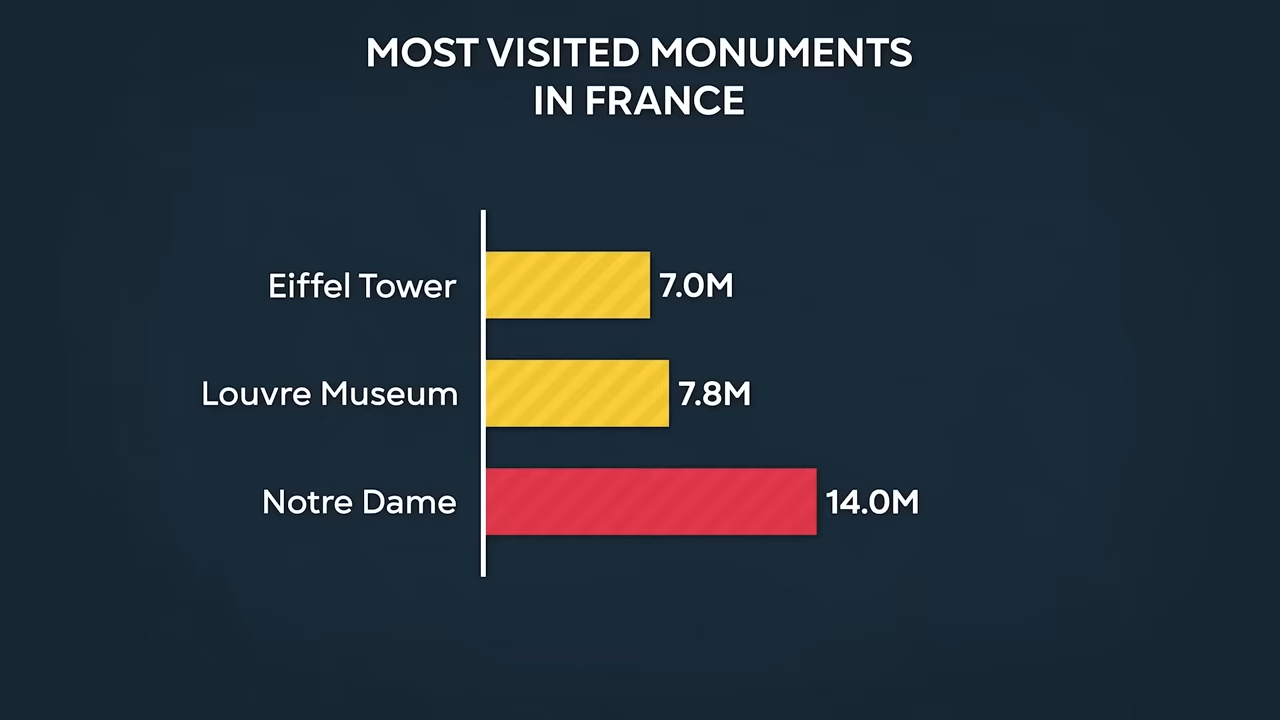 MOST VISITED MONUMENTS
IN FRANCE
Eiffel Tower 7.0M
Louvre Museum 7.8M
Notre Dame 14.0M